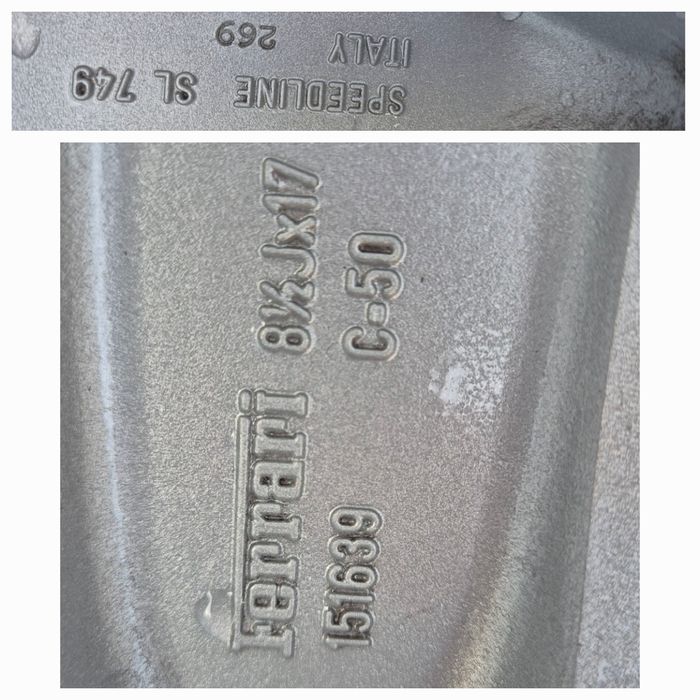 SPEEDLINE SL 749
ITALY 269
Ferrari 8½Jx17
151639 C-50